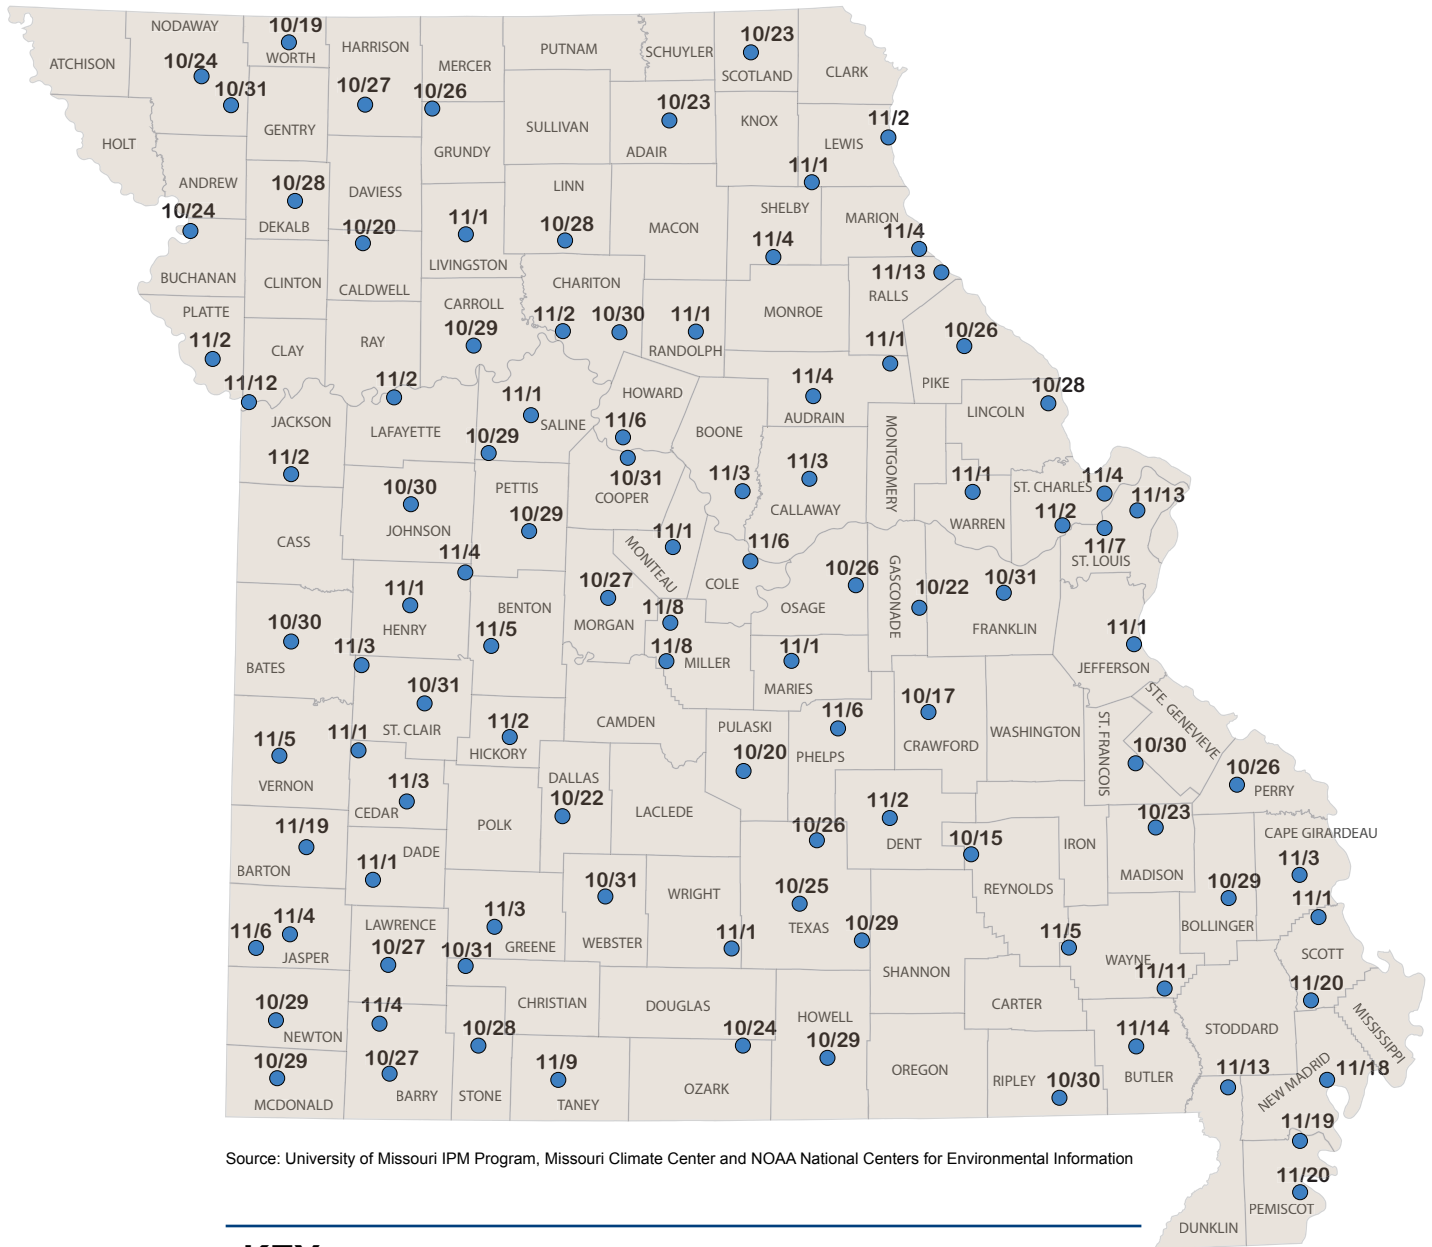 NODAWAY
10/19
WORTH
HARRISON
MERCER
PUTNAM
SCHUYLER
10/23
SCOTLAND
CLARK
ATCHISON
10/24
10/31
10/27
10/26
10/23
ADAIR
KNOX
11/2
LEWIS
HOLT
GENTRY
GRUNDY
SULLIVAN
11/1
ANDREW
10/28
DEKALB
DAVIESS
LINN
SHELBY
MARION
10/24
10/20
11/1
LIVINGSTON
10/28
MACON
11/4
11/4
BUCHANAN
CLINTON
CALDWELL
CHARITON
11/13
RALLS
PLATTE
11/2
CLAY
RAY
CARROLL
10/29
11/2
10/30
11/1
RANDOLPH
MONROE
11/1
10/26
PIKE
11/12
JACKSON
11/2
LAFAYETTE
11/1
SALINE
HOWARD
11/6
BOONE
11/4
AUDRAIN
10/28
LINCOLN
11/2
10/29
10/31
COOPER
11/3
11/3
CALLAWAY
MONTGOMERY
11/1
WARREN
ST. CHARLES
11/4
11/13
10/30
JOHNSON
PETTIS
10/29
11/2
11/7
ST. LOUIS
CASS
11/4
MONITEAU
11/1
COLE
11/6
10/26
OSAGE
GASCONADE
10/22
10/31
FRANKLIN
11/1
HENRY
BENTON
11/5
10/27
MORGAN
11/8
11/8
MILLER
11/1
MARIES
11/1
JEFFERSON
10/30
BATES
11/3
10/31
ST. CLAIR
11/2
HICKORY
CAMDEN
PULASKI
10/20
11/6
PHELPS
10/17
CRAWFORD
WASHINGTON
ST. FRANCOIS
STE. GENEVIEVE
10/30
11/5
VERNON
11/1
11/3
CEDAR
POLK
DALLAS
10/22
LACLEDE
11/2
DENT
10/26
PERRY
11/19
BARTON
11/1
DADE
10/26
10/15
IRON
10/23
MADISON
CAPE GIRARDEAU
11/3
10/31
WEBSTER
WRIGHT
10/25
TEXAS
REYNOLDS
10/29
BOLLINGER
11/1
11/6
11/4
JASPER
LAWRENCE
10/27
11/3
GREENE
10/31
11/1
10/29
SHANNON
11/5
WAYNE
11/11
SCOTT
11/20
10/29
NEWTON
11/4
CHRISTIAN
DOUGLAS
HOWELL
10/29
CARTER
STODDARD
MISSISSIPPI
10/29
MCDONALD
10/27
BARRY
10/28
STONE
11/9
TANEY
10/24
OZARK
OREGON
RIPLEY
10/30
11/14
BUTLER
11/13
NEW MADRID
11/18
11/19
11/20
PEMISCOT
DUNKLIN
Source: University of Missouri IPM Program, Missouri Climate Center and NOAA National Centers for Environmental Information